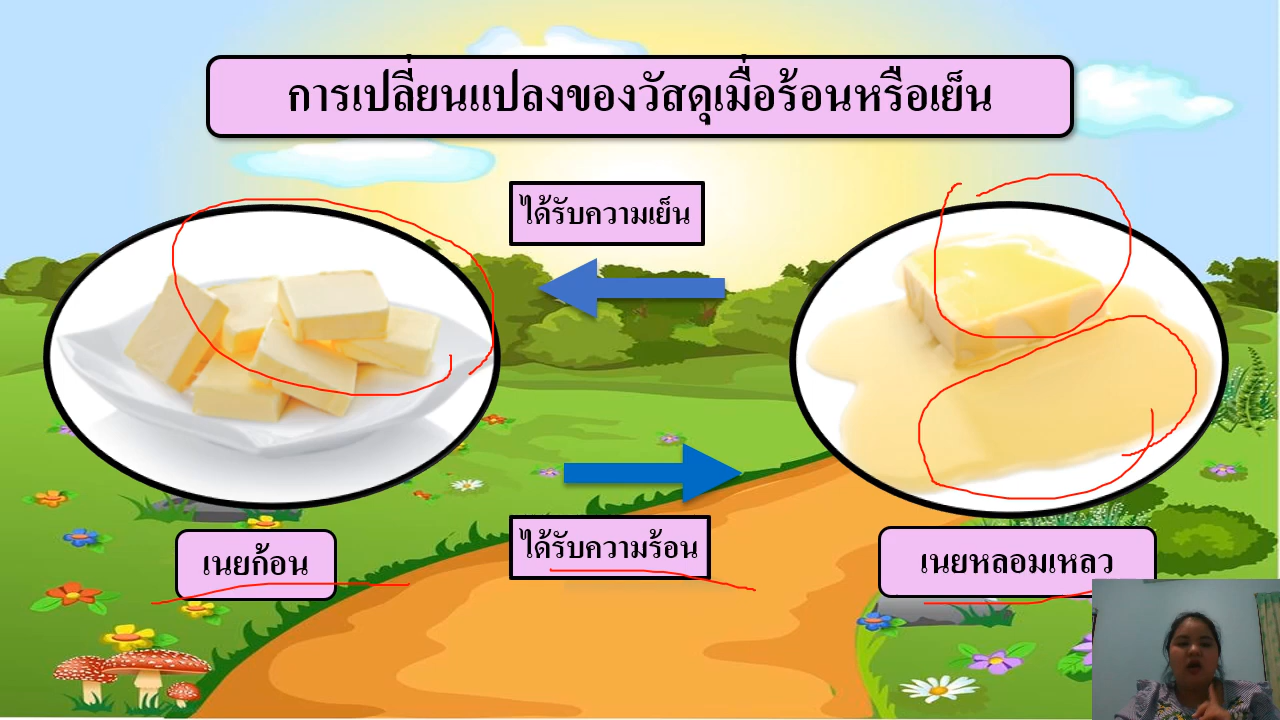 การเปลี่ยนแปลงของวัสดุเมื่อร้อนหรือเย็น
ได้รับความเย็น
ได้รับความร้อน
เนยก้อน
เนยหลอมเหลว